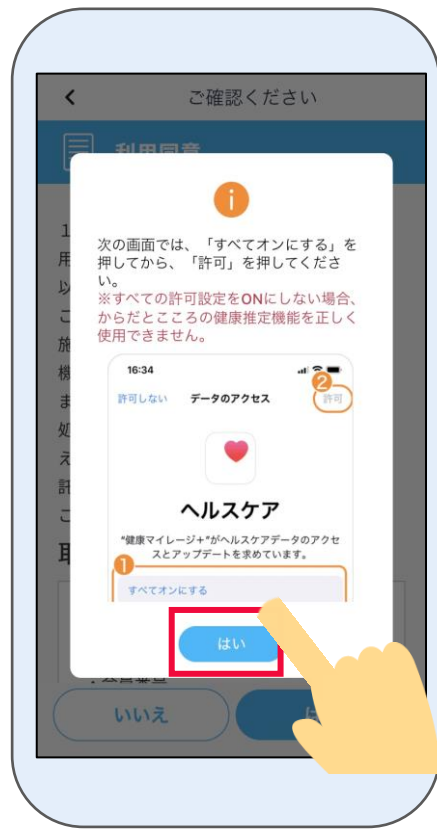 ご確認ください
利用同意
次の画面では、「すべてオンにする」を
押してから、「許可」を押してくださ
い。
※すべての許可設定をONにしない場合、
からだとこころの健康推定機能を正しく
使用できません。
16:34
2
許可しない データのアクセス 許可
ヘルスケア
"健康マイレージ+"がヘルスケアデータのアクセ
スとアップデートを求めています。
1
すべてオンにする
はい
いいえ